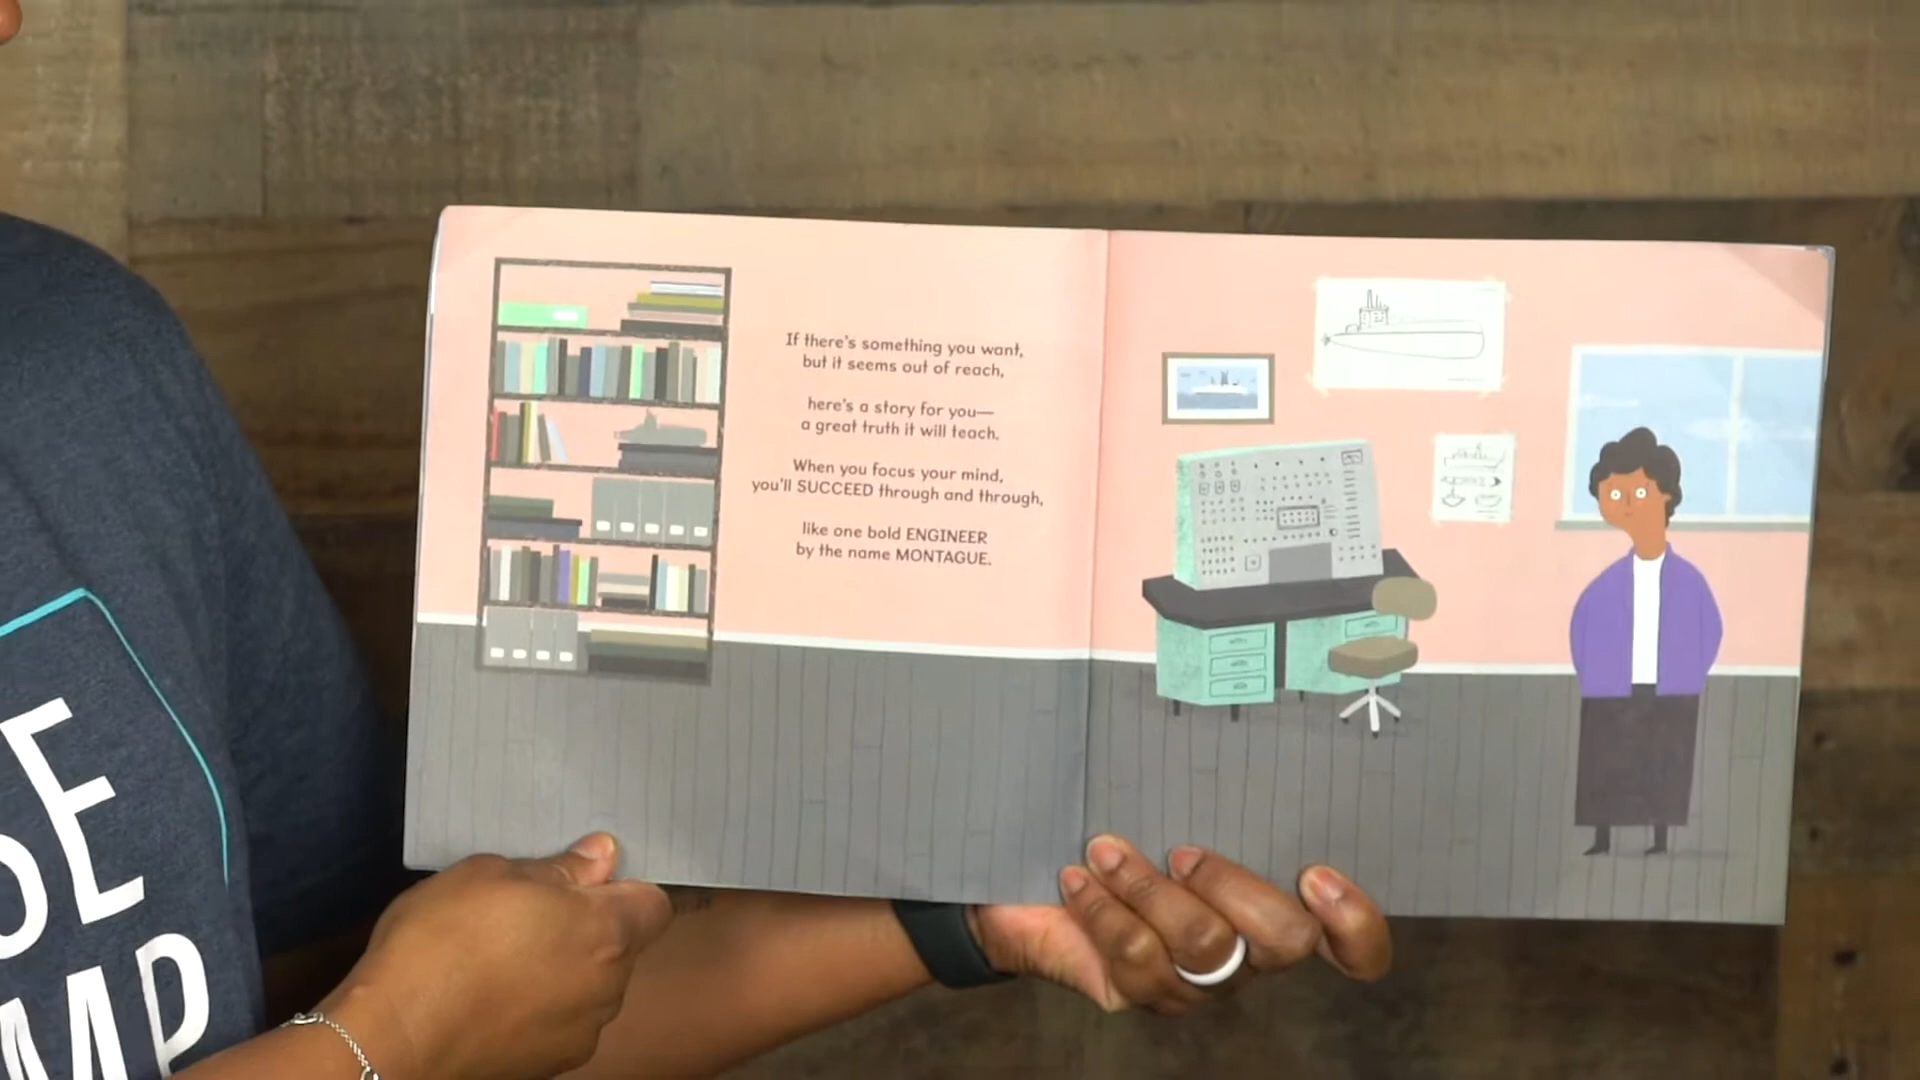 If there's something you want,
but it seems out of reach,
here's a story for you—
a great truth it will teach.
When you focus your mind,
you'll SUCCEED through and through,
like one bold ENGINEER
by the name MONTAGUE.
SE
MP